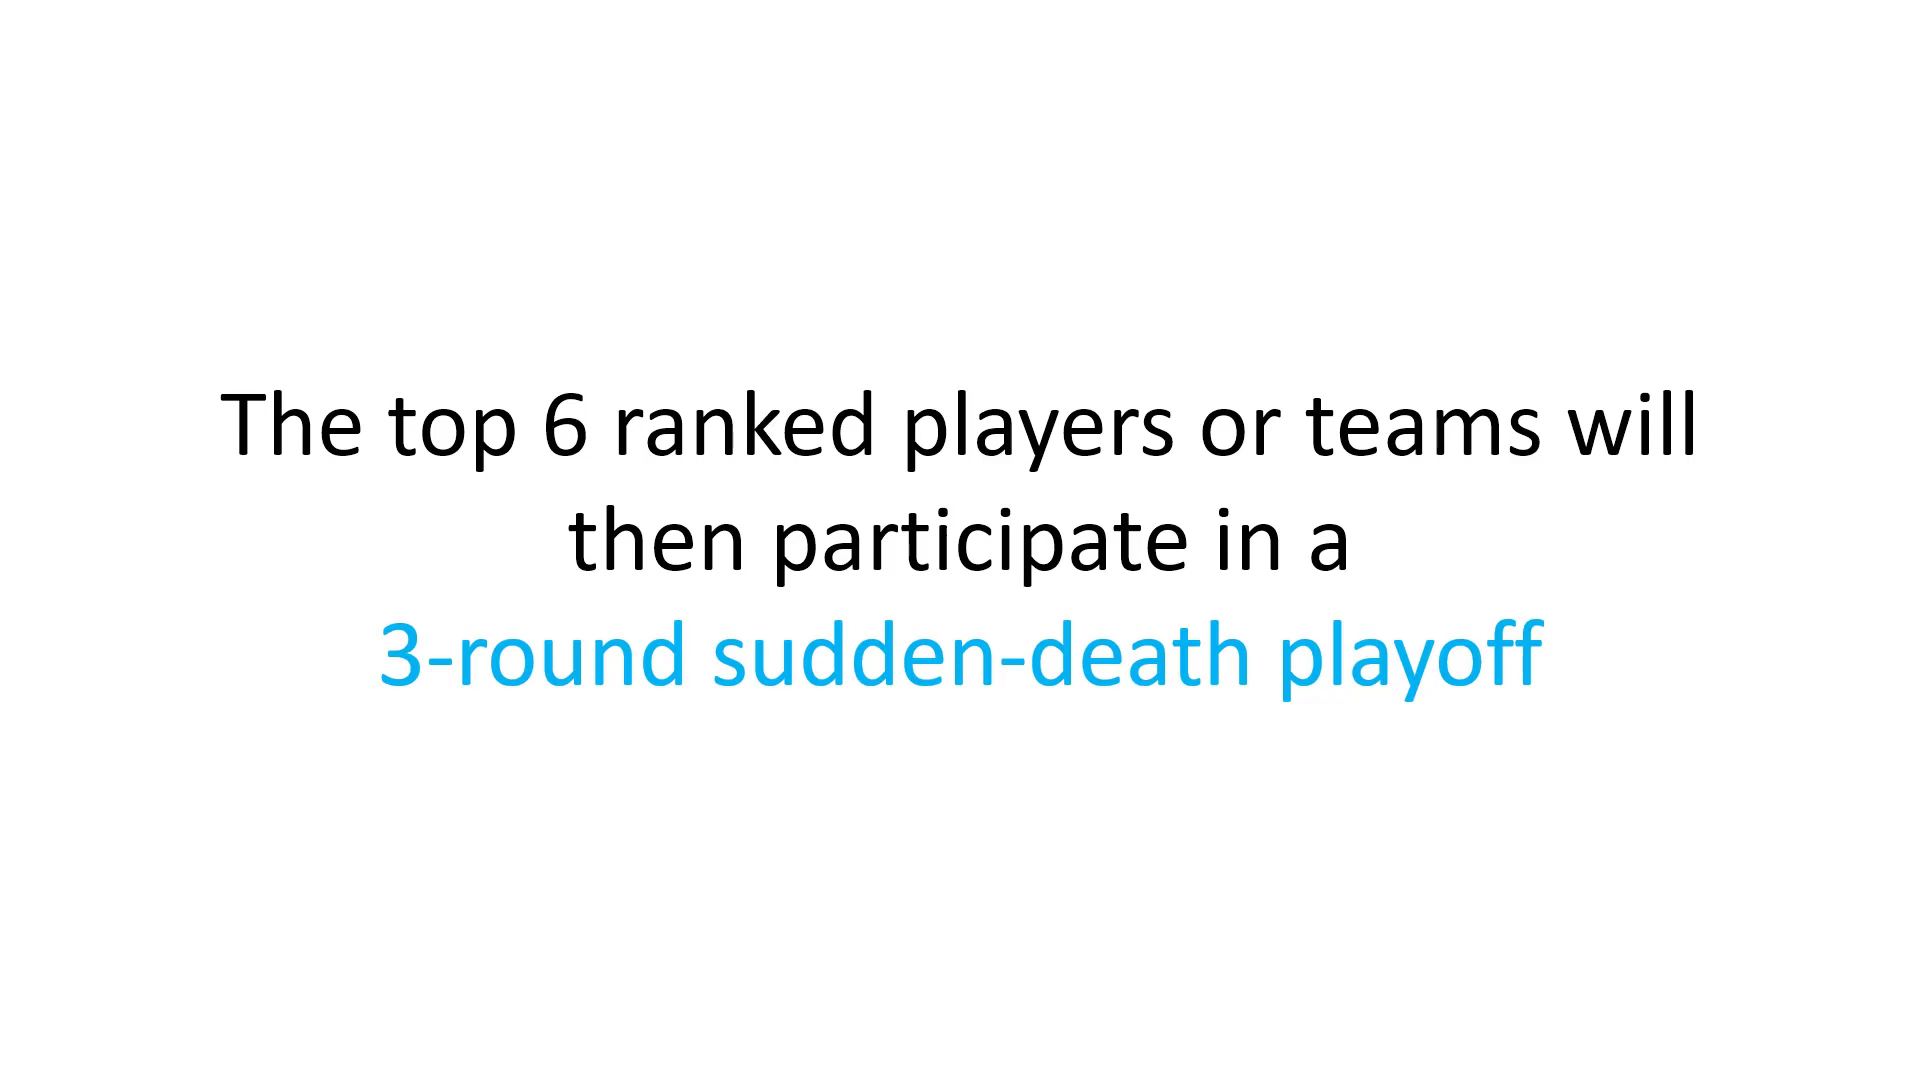 The top 6 ranked players or teams will
then participate in a
3-round sudden-death playoff